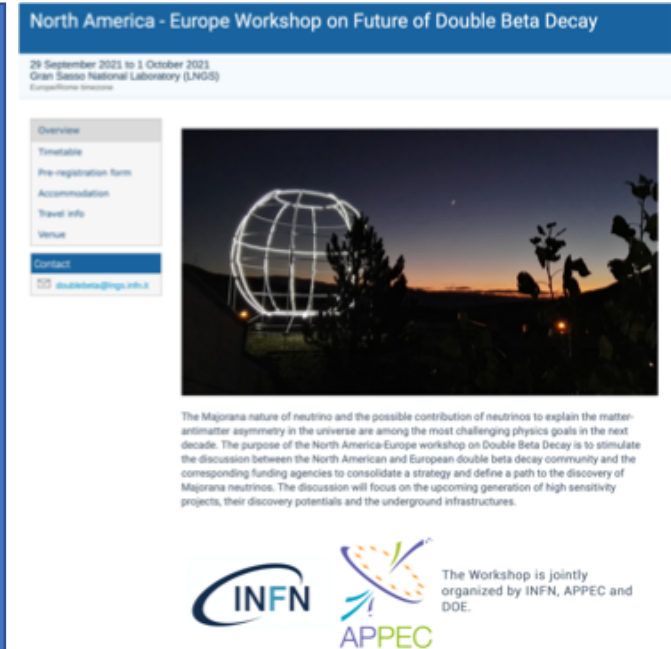 North America - Europe Workshop on Future of Double Beta Decay
29 September 2021 to 1 October 2021
Gran Sasso National Laboratory (LNGS)
Europe/Rome timezone
Overview
Timetable
Pre-registration form
Accommodation
Travel info
Venue
Contact
doublebeta@lngs.infn.it
The Majorana nature of neutrino and the possible contribution of neutrinos to explain the matter-
antimatter asymmetry in the universe are among the most challenging physics goals in the next
decade. The purpose of the North America-Europe workshop on Double Beta Decay is to stimulate
the discussion between the North American and European double beta decay community and the
corresponding funding agencies to consolidate a strategy and define a path to the discovery of
Majorana neutrinos. The discussion will focus on the upcoming generation of high sensitivity
projects, their discovery potentials and the underground infrastructures.
INFN
APPEC
The Workshop is jointly
organized by INFN, APPEC and
DOE.